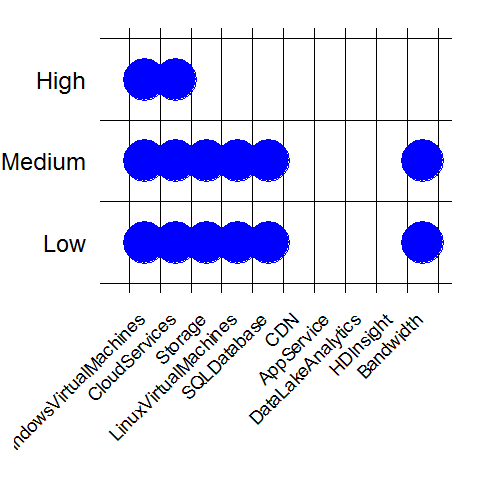 High
Medium
Low
ndowsVirtualMachines
CloudServices
Storage
LinuxVirtualMachines
SQLDatabase
CDN
AppService
DataLakeAnalytics
HDInsight
Bandwidth